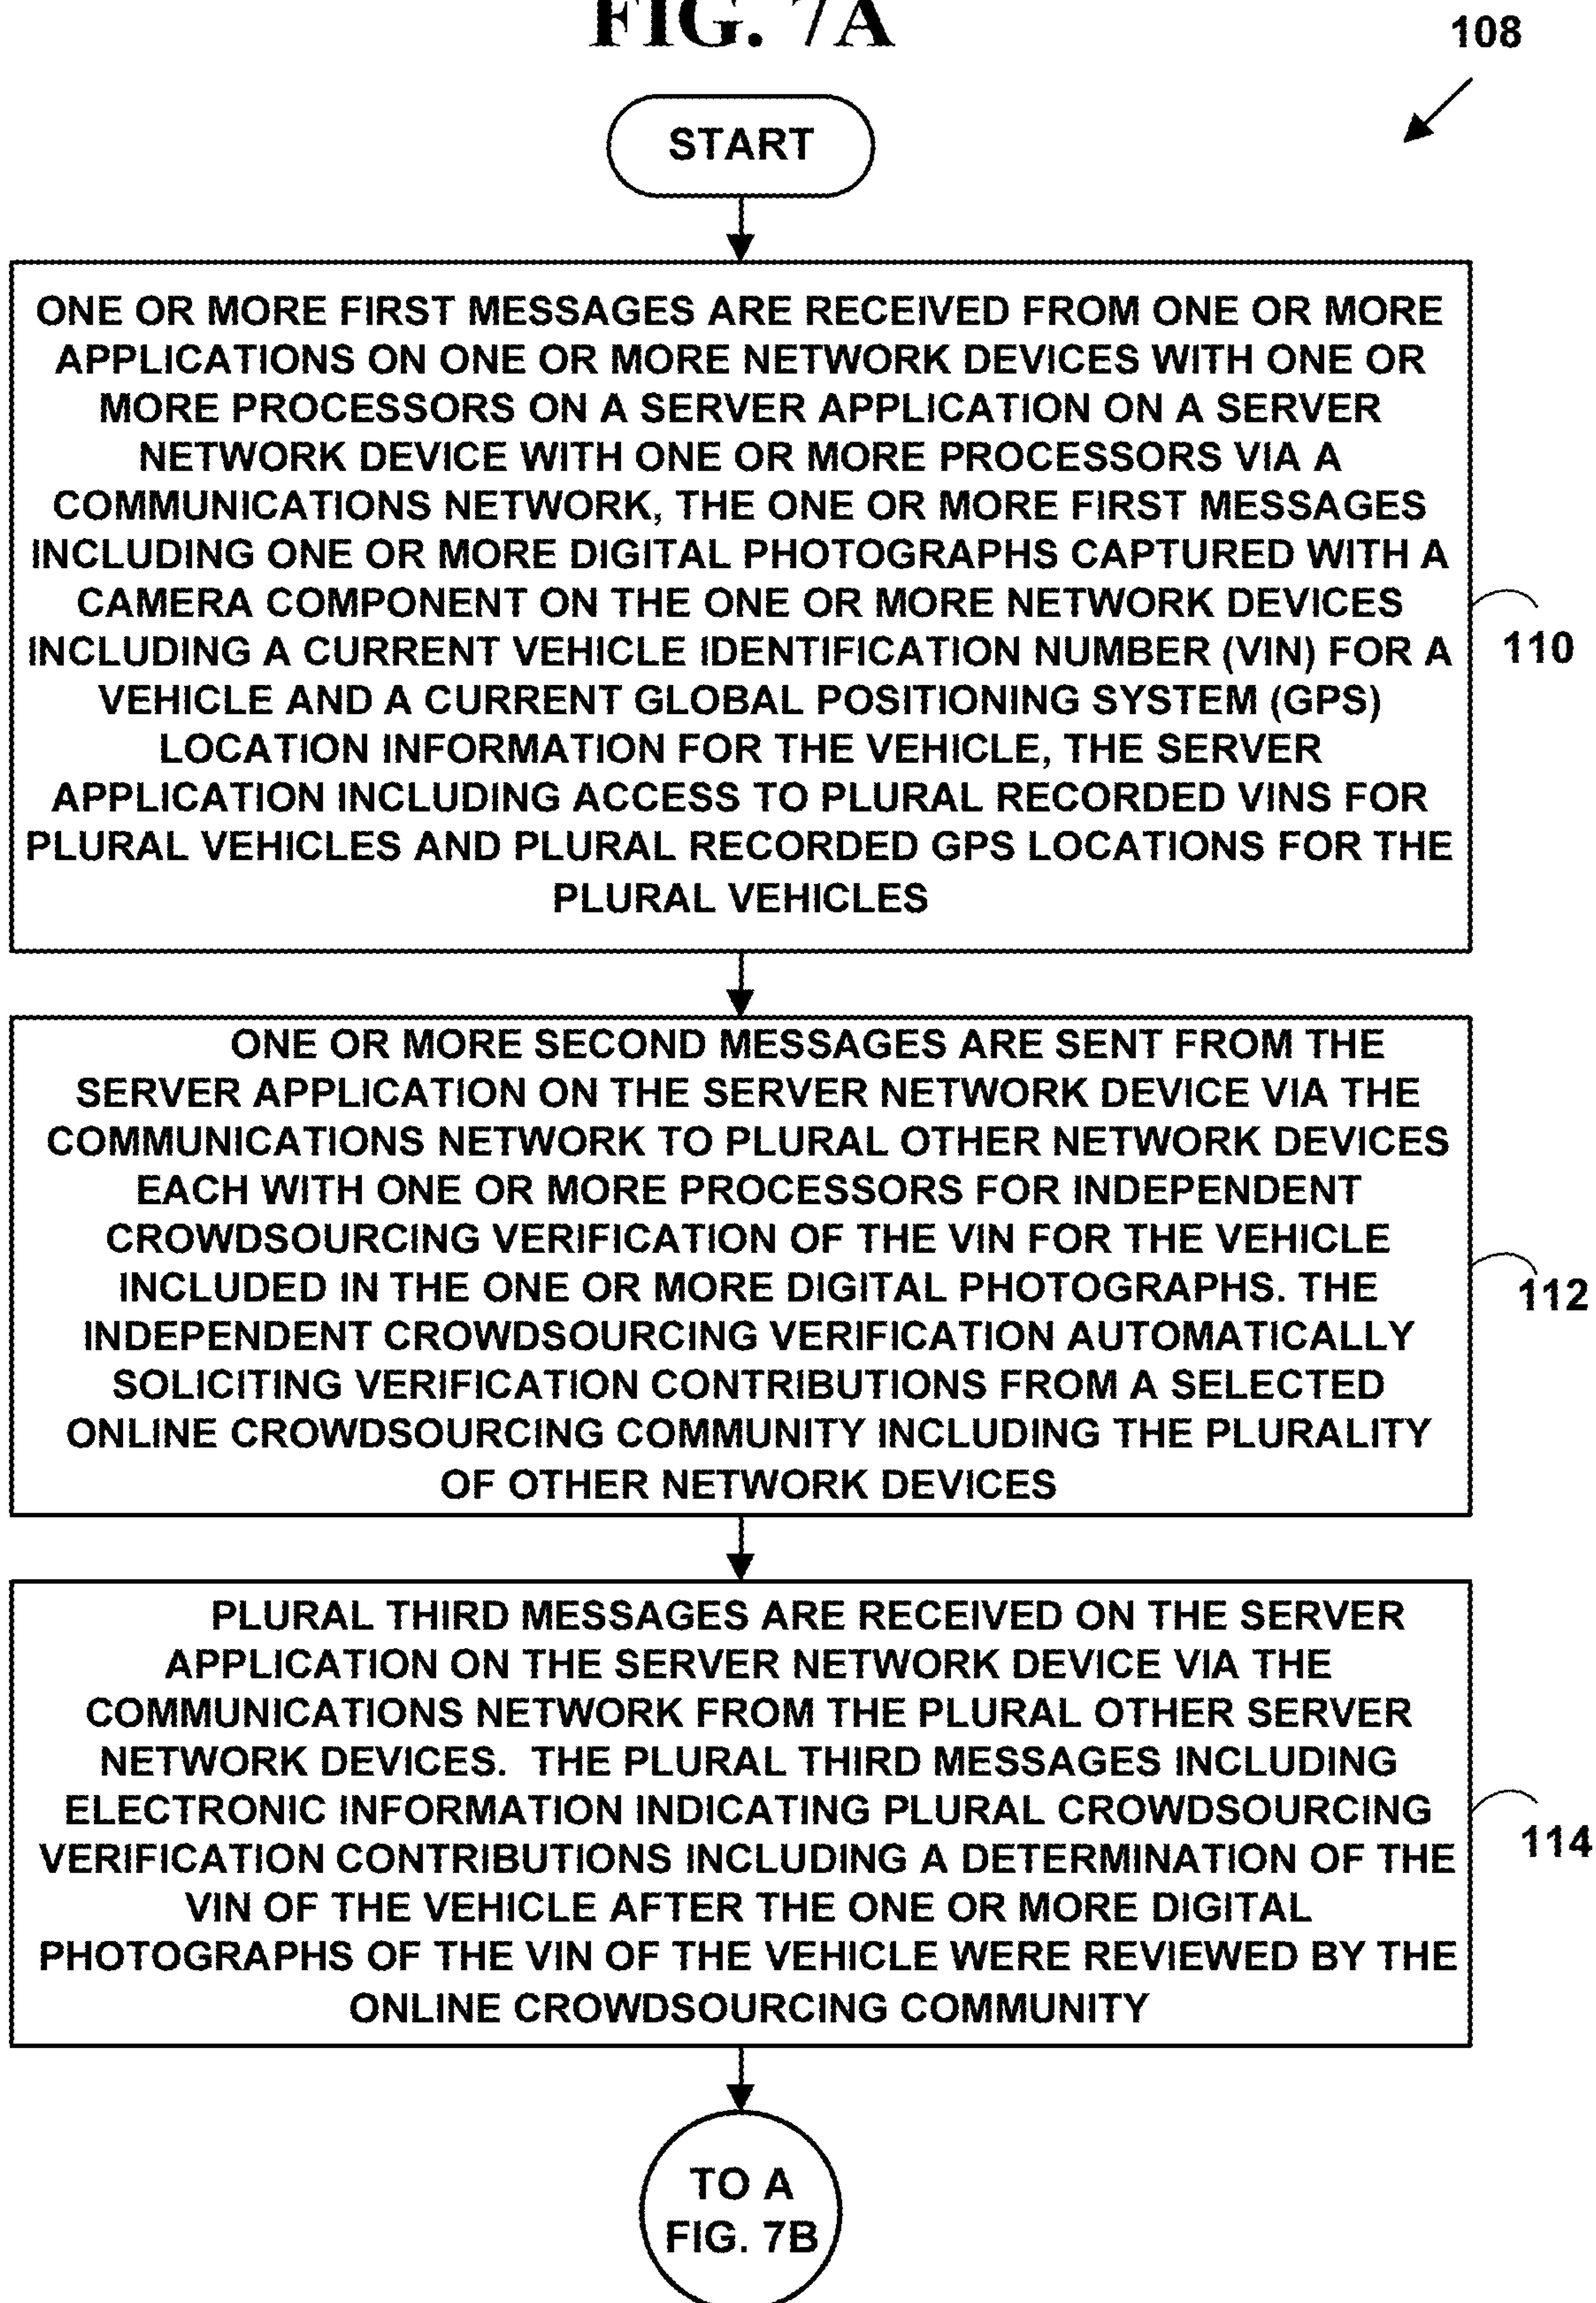 FIG. 7A
108
START
ONE OR MORE FIRST MESSAGES ARE RECEIVED FROM ONE OR MORE
APPLICATIONS ON ONE OR MORE NETWORK DEVICES WITH ONE OR
MORE PROCESSORS ON A SERVER APPLICATION ON A SERVER
NETWORK DEVICE WITH ONE OR MORE PROCESSORS VIA A
COMMUNICATIONS NETWORK, THE ONE OR MORE FIRST MESSAGES
INCLUDING ONE OR MORE DIGITAL PHOTOGRAPHS CAPTURED WITH A
CAMERA COMPONENT ON THE ONE OR MORE NETWORK DEVICES
INCLUDING A CURRENT VEHICLE IDENTIFICATION NUMBER (VIN) FOR A
VEHICLE AND A CURRENT GLOBAL POSITIONING SYSTEM (GPS)
LOCATION INFORMATION FOR THE VEHICLE, THE SERVER
APPLICATION INCLUDING ACCESS TO PLURAL RECORDED VINS FOR
PLURAL VEHICLES AND PLURAL RECORDED GPS LOCATIONS FOR THE
PLURAL VEHICLES
110
ONE OR MORE SECOND MESSAGES ARE SENT FROM THE
SERVER APPLICATION ON THE SERVER NETWORK DEVICE VIA THE
COMMUNICATIONS NETWORK TO PLURAL OTHER NETWORK DEVICES
EACH WITH ONE OR MORE PROCESSORS FOR INDEPENDENT
CROWDSOURCING VERIFICATION OF THE VIN FOR THE VEHICLE
INCLUDED IN THE ONE OR MORE DIGITAL PHOTOGRAPHS. THE
INDEPENDENT CROWDSOURCING VERIFICATION AUTOMATICALLY
SOLICITING VERIFICATION CONTRIBUTIONS FROM A SELECTED
ONLINE CROWDSOURCING COMMUNITY INCLUDING THE PLURALITY
OF OTHER NETWORK DEVICES
112
PLURAL THIRD MESSAGES ARE RECEIVED ON THE SERVER
APPLICATION ON THE SERVER NETWORK DEVICE VIA THE
COMMUNICATIONS NETWORK FROM THE PLURAL OTHER SERVER
NETWORK DEVICES. THE PLURAL THIRD MESSAGES INCLUDING
ELECTRONIC INFORMATION INDICATING PLURAL CROWDSOURCING
VERIFICATION CONTRIBUTIONS INCLUDING A DETERMINATION OF THE
VIN OF THE VEHICLE AFTER THE ONE OR MORE DIGITAL
PHOTOGRAPHS OF THE VIN OF THE VEHICLE WERE REVIEWED BY THE
ONLINE CROWDSOURCING COMMUNITY
114
TO A
FIG. 7B